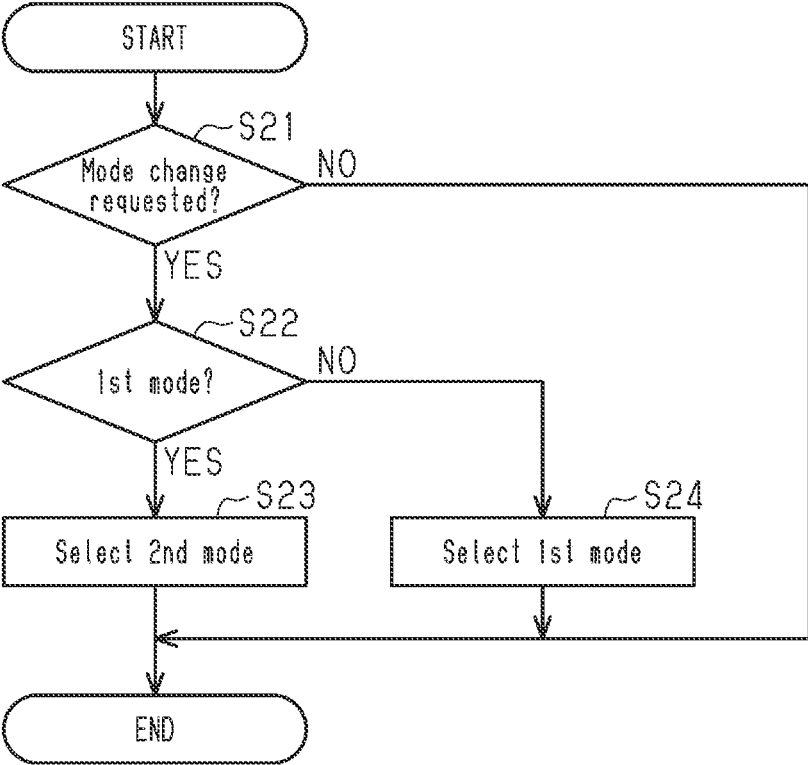 START
S21
Mode change
requested?
NO
YES
S22
1st mode?
NO
YES
S23
Select 2nd mode
S24
Select 1st mode
END